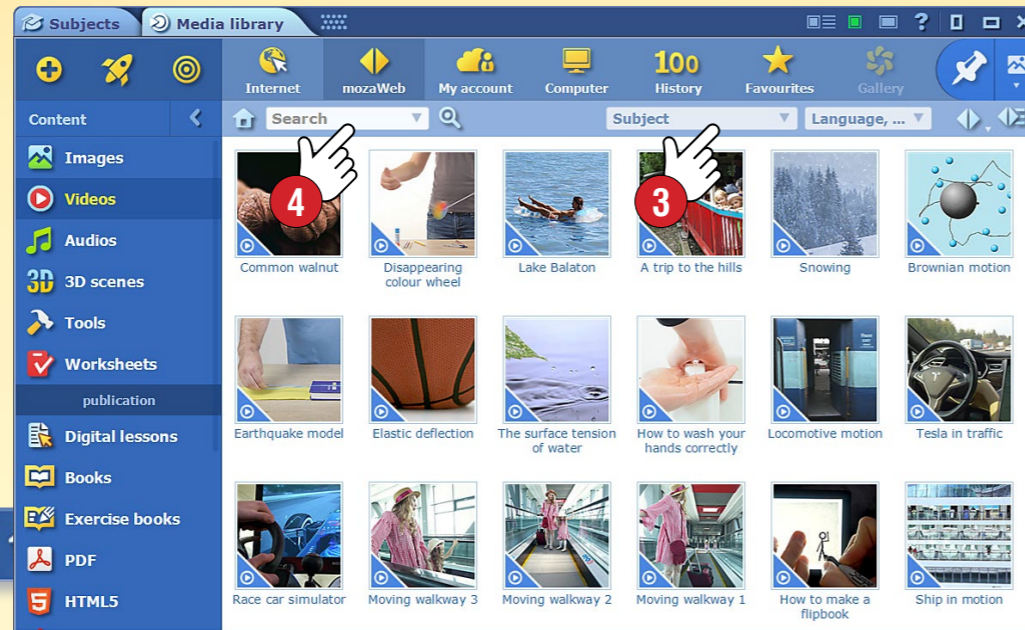 Subjects Media library ?
Internet mozaWeb My account Computer 100 History Favourites Gallery
Content Search Subject Language, ...
Images
Videos
Audios
3D 3D scenes
Tools
Worksheets
publication
Digital lessons
Books
Exercise books
PDF
5 HTML5
4 3
Common walnut Disappearing Lake Balaton A trip to the hills Snowing Brownian motion
colour wheel
Earthquake model Elastic deflection The surface tension How to wash your Locomotive motion Tesla in traffic
of water hands correctly
Race car simulator Moving walkway 3 Moving walkway 2 Moving walkway 1 How to make a Ship in motion
flipbook